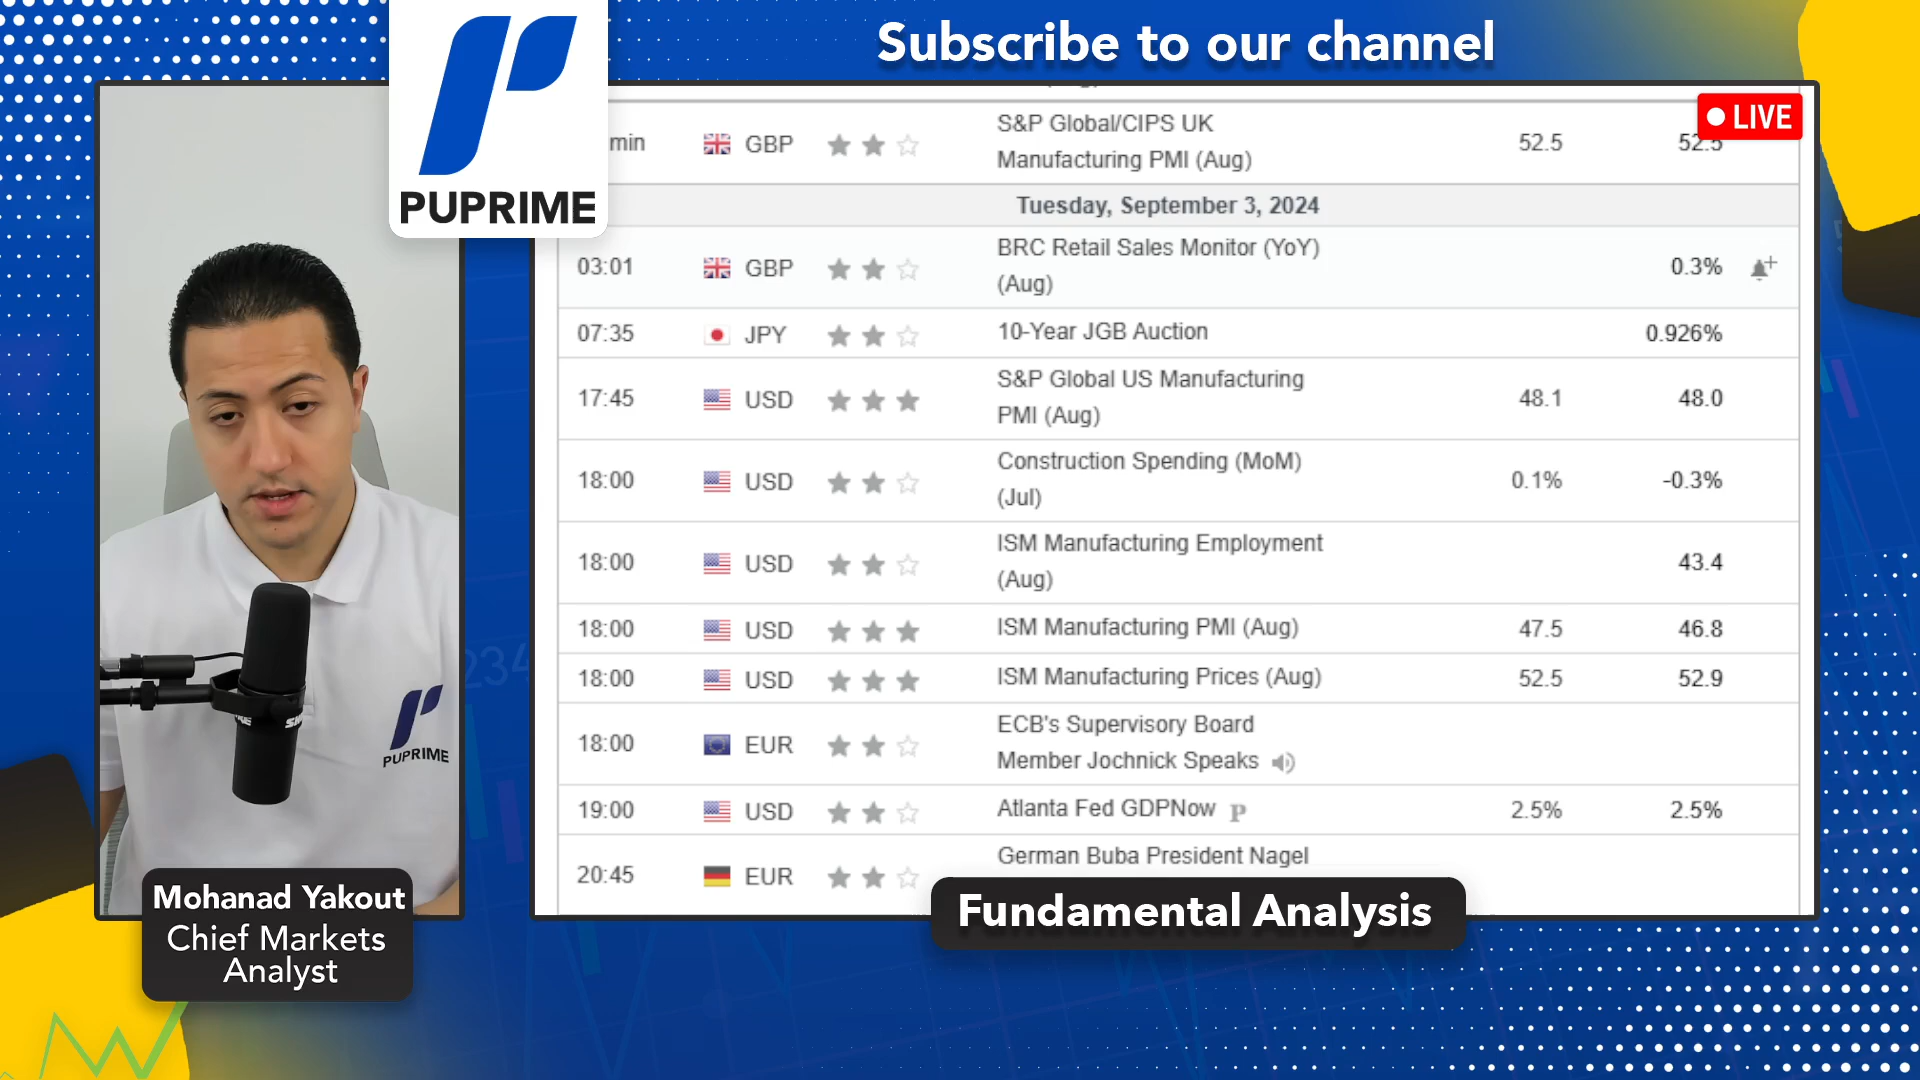 Subscribe to our channel
PUPRIME
LIVE
min GBP S&P Global/CIPS UK 52.5 52.5
Manufacturing PMI (Aug)
Tuesday, September 3, 2024
03:01 GBP BRC Retail Sales Monitor (YoY) 0.3%
(Aug)
07:35 JPY 10-Year JGB Auction 0.926%
17:45 USD S&P Global US Manufacturing 48.1 48.0
PMI (Aug)
18:00 USD Construction Spending (MoM) 0.1% -0.3%
(Jul)
18:00 USD ISM Manufacturing Employment 43.4
(Aug)
18:00 USD ISM Manufacturing PMI (Aug) 47.5 46.8
18:00 USD ISM Manufacturing Prices (Aug) 52.5 52.9
18:00 EUR ECB's Supervisory Board
Member Jochnick Speaks
19:00 USD Atlanta Fed GDPNow P 2.5% 2.5%
20:45 EUR German Buba President Nagel
Fundamental Analysis
PUPRIME
Mohanad Yakout
Chief Markets
Analyst